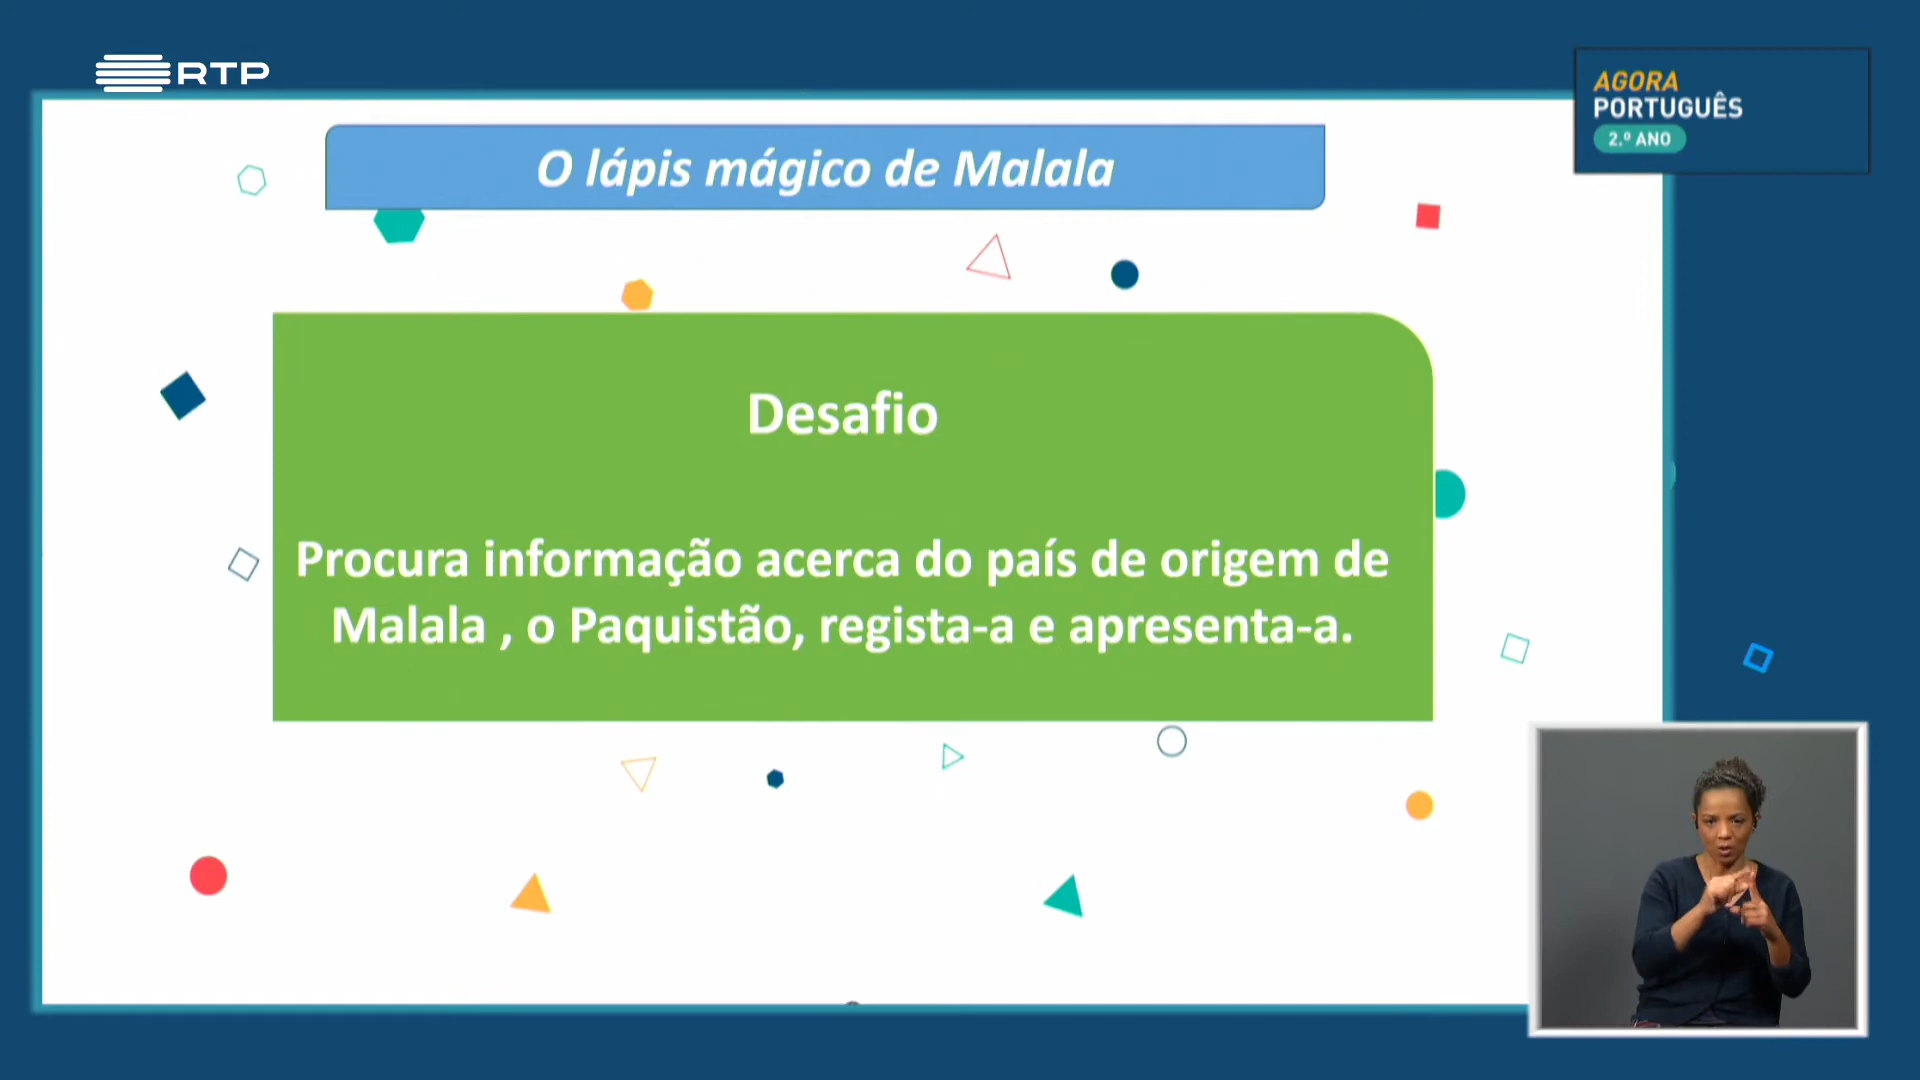 RTP
AGORA
PORTUGUÊS
2.º ANO
O lápis mágico de Malala
Desafio
Procura informação acerca do país de origem de
Malala , o Paquistão, regista-a e apresenta-a.